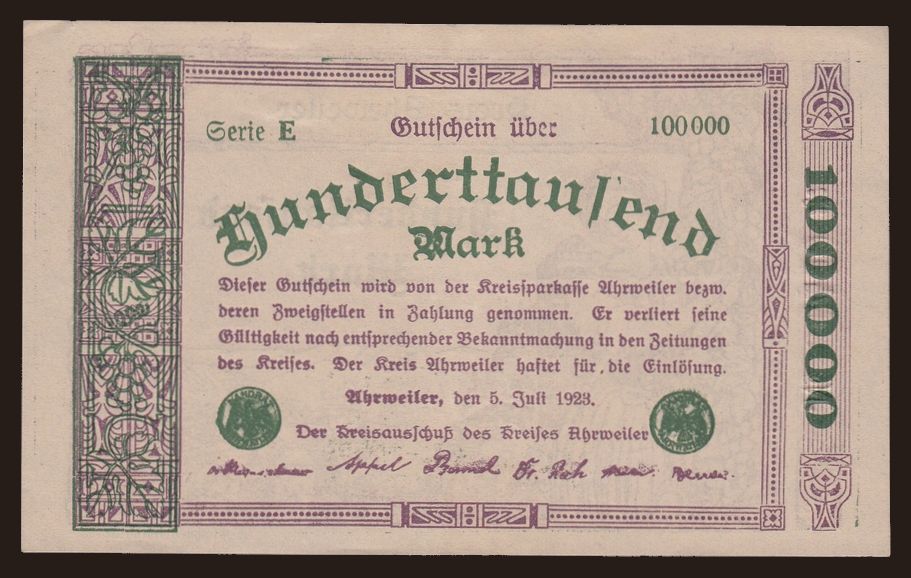 Serie E Gutschein über 100000
Hunderttausend
Mark
Dieser Gutschein wird von der Kreissparkasse Ahrweiler bezw.
deren Zweigstellen in Zahlung genommen. Er verliert seine
Gültigkeit nach entsprechender Bekanntmachung in den Zeitungen
des Kreises. Der Kreis Ahrweiler haftet für die Einlösung.
Ahrweiler, den 5. Juli 1923.
Der Kreisausschuß des Kreises Ahrweiler
Appel
100000